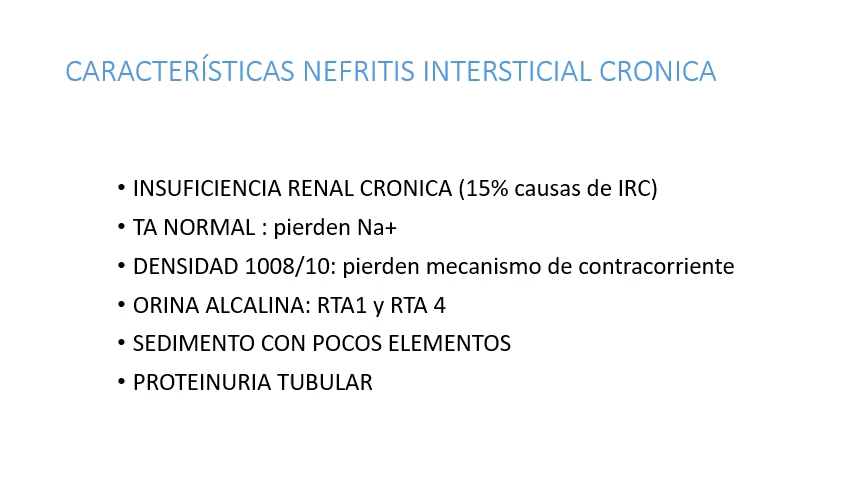 CARACTERÍSTICAS NEFRITIS INTERSTICIAL CRONICA
• INSUFICIENCIA RENAL CRONICA (15% causas de IRC)
• TA NORMAL : pierden Na+
• DENSIDAD 1008/10: pierden mecanismo de contracorriente
• ORINA ALCALINA: RTA1 y RTA 4
• SEDIMENTO CON POCOS ELEMENTOS
• PROTEINURIA TUBULAR